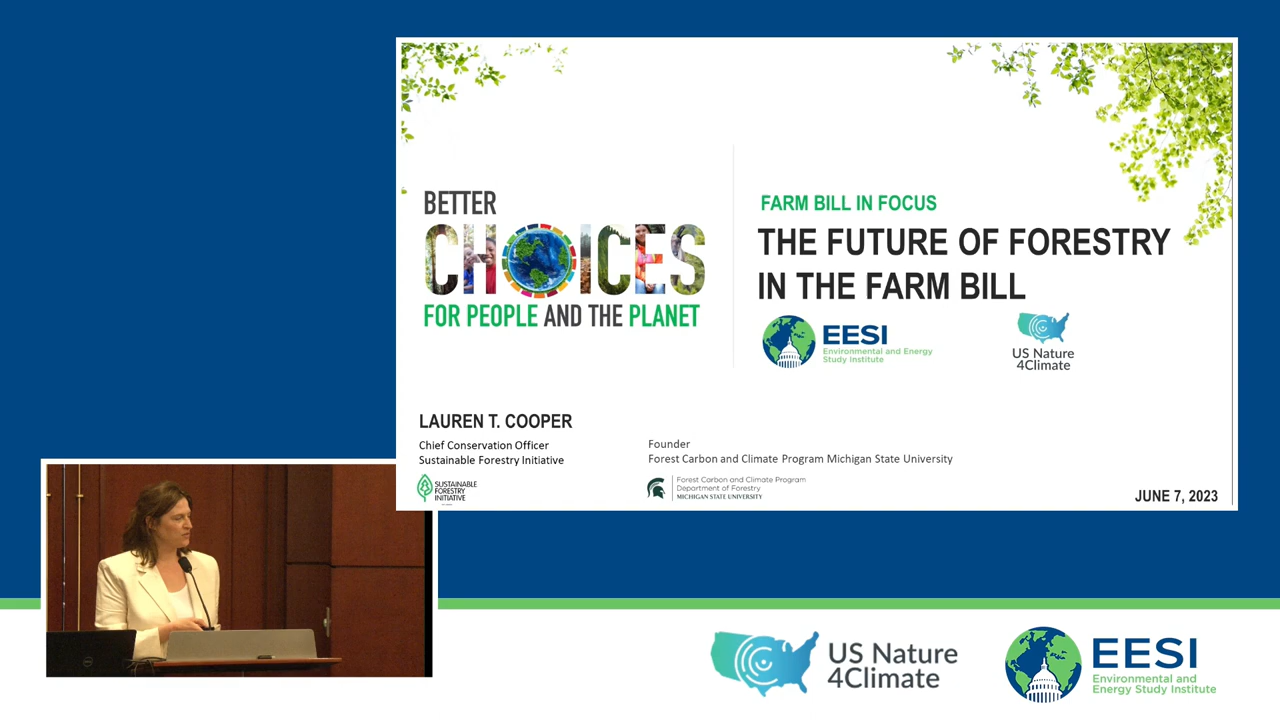 BETTER
CHOICES
FOR PEOPLE AND THE PLANET
FARM BILL IN FOCUS
THE FUTURE OF FORESTRY
IN THE FARM BILL
EESI
Environmental and Energy
Study Institute
US Nature
4Climate
LAUREN T. COOPER
Chief Conservation Officer
Sustainable Forestry Initiative
Founder
Forest Carbon and Climate Program Michigan State University
SUSTAINABLE
FORESTRY
INITIATIVE
Forest Carbon and Climate Program
Department of Forestry
MICHIGAN STATE UNIVERSITY
JUNE 7, 2023
US Nature
4Climate
EESI
Environmental and
Energy Study Institute